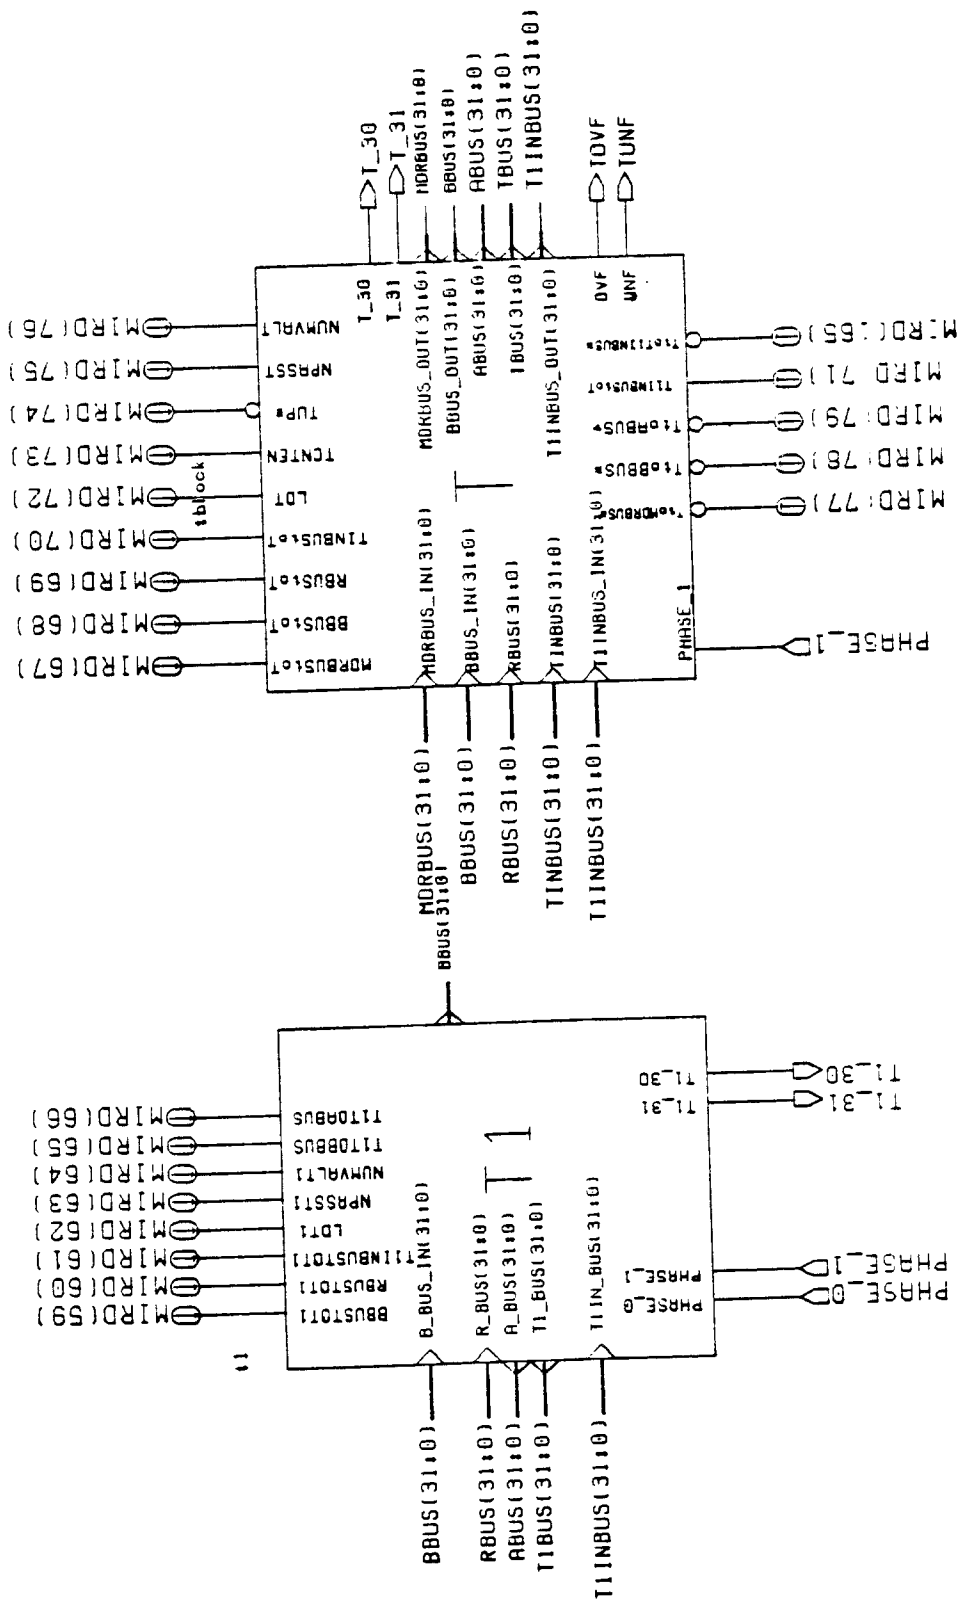 MIRD(76)
MIRD(75)
MIRD(74)
MIRD(73)
MIRD(72)
MIRD(70)
MIRD(69)
MIRD(68)
MIRD(67)
tblock
NUMVALT
NPASST
TUP*
TCNTEN
LDT
TINBUStoT
RBUStoT
BBUStoT
MDRBUStoT
T_30
T_31
MDRBUS_OUT(31:0)
BBUS_OUT(31:0)
ABUS(31:0)
TBUS(31:0)
T1INBUS_OUT(31:0)
OVF
UNF
T_30
T_31
MDRBUS(31:0)
BBUS(31:0)
ABUS(31:0)
TBUS(31:0)
T1INBUS(31:0)
TOVF
TUNF
T
MDRBUS_IN(31:0)
BBUS_IN(31:0)
RBUS(31:0)
TINBUS(31:0)
T1INBUS_IN(31:0)
PHASE_1
TtoT1INBUS*
T1INBUStoT
TtoABUS*
TtoBBUS*
TtoMDRBUS*
MIRD(165)
MIRD 71
MIRD(79)
MIRD(78)
MIRD(77)
PHASE_1
MDRBUS(31:0)
BBUS(31:0)
RBUS(31:0)
TINBUS(31:0)
T1INBUS(31:0)
BBUS(31:0)
MIRD(66)
MIRD(65)
MIRD(64)
MIRD(63)
MIRD(62)
MIRD(61)
MIRD(60)
MIRD(59)
t1
T1TOABUS
T1TOBBUS
NUMVALT1
NPASST1
LDT1
T1INBUSTOT1
RBUSTOT1
BBUSTOT1
T1
B_BUS_IN(31:0)
R_BUS(31:0)
A_BUS(31:0)
T1_BUS(31:0)
T1IN_BUS(31:0)
T1_30
T1_31
PHASE_1
PHASE_0
T1_30
T1_31
PHASE_1
PHASE_0
BBUS(31:0)
RBUS(31:0)
ABUS(31:0)
T1BUS(31:0)
T1INBUS(31:0)